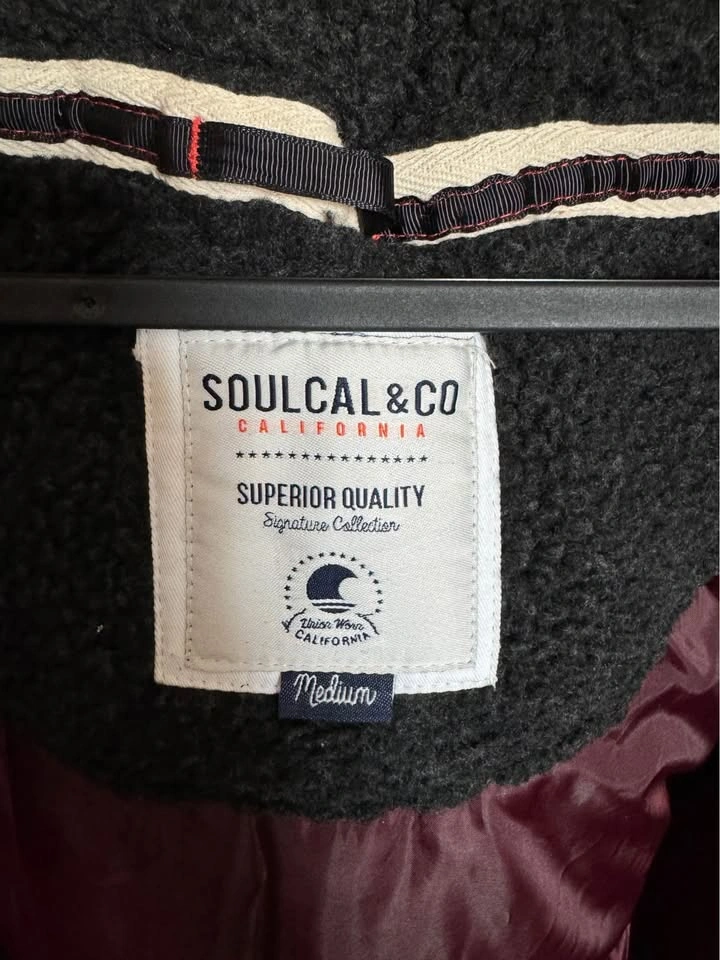 SOULCAL&CO
CALIFORNIA
SUPERIOR QUALITY
Signature Collection
Union Worn
CALIFORNIA
Medium